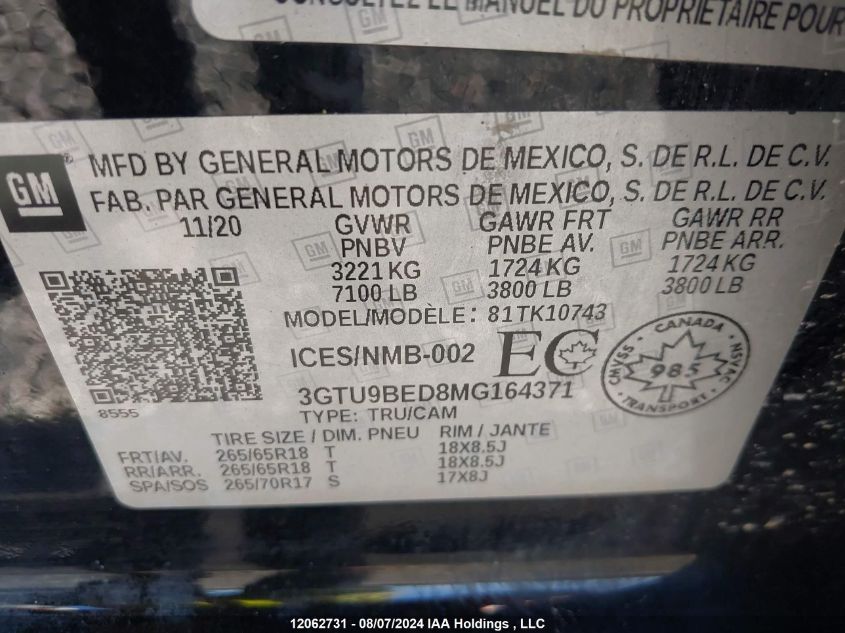 CONSULTEZ LE MANUEL DU PROPRIÉTAIRE POUR
GM
MFD BY GENERAL MOTORS DE MEXICO, S. DE R.L. DE C.V.
FAB. PAR GENERAL MOTORS DE MEXICO, S. DE R.L. DE C.V.
11/20 GVWR GAWR FRT GAWR RR
PNBV PNBE AV. PNBE ARR.
3221 KG 1724 KG 1724 KG
7100 LB 3800 LB 3800 LB
MODEL/MODÈLE: 81TK10743
ICES/NMB-002 EC
CANADA
CMVSS NSVAC
985
TRANSPORT
3GTU9BED8MG164371
8555
TYPE: TRU/CAM
TIRE SIZE / DIM. PNEU RIM / JANTE
FRT/AV. 265/65R18 T 18X8.5J
RR/ARR. 265/65R18 T 18X8.5J
SPA/SOS 265/70R17 S 17X8J
12062731 - 08/07/2024 IAA Holdings , LLC